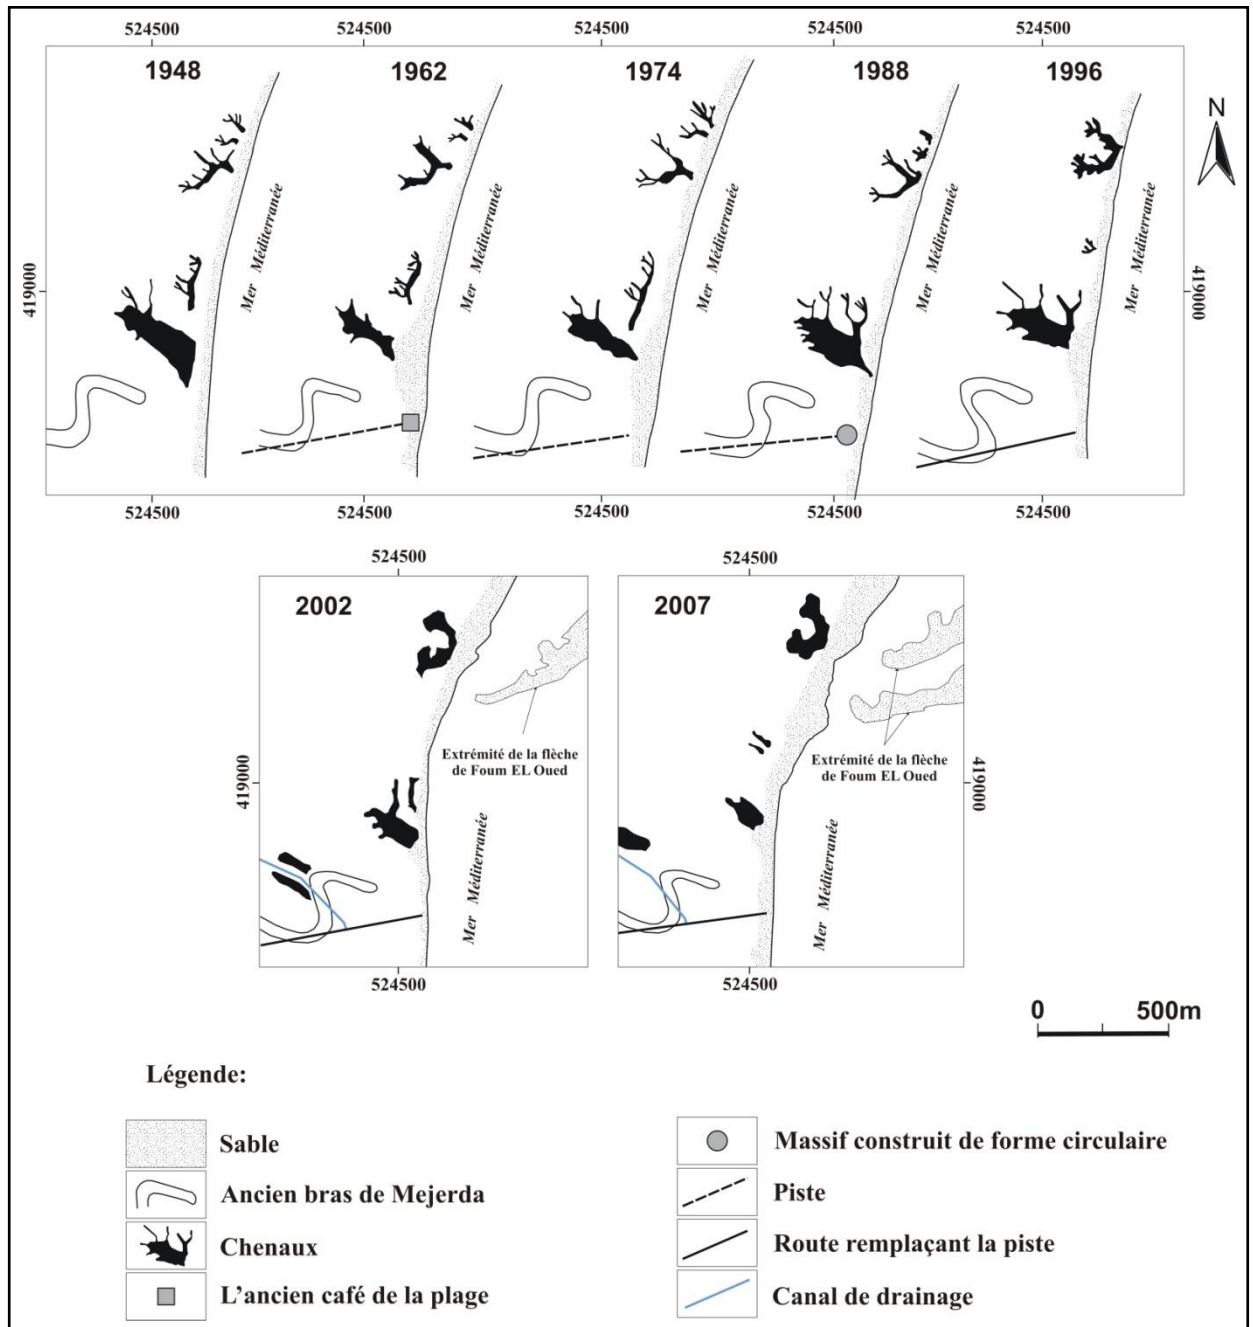 524500 524500 524500 524500 524500
1948 1962 1974 1988 1996
N
Mer Méditerranée
Mer Méditerranée
Mer Méditerranée
Mer Méditerranée
Mer Méditerranée
419000
419000
524500 524500 524500 524500 524500
524500 524500
2002 2007
Extrémité de la flèche
de Foum EL Oued
Extrémité de la flèche
de Foum EL Oued
419000
419000
Mer Méditerranée
Mer Méditerranée
524500 524500
0 500m
Légende:
Sable
Ancien bras de Mejerda
Chenaux
L'ancien café de la plage
Massif construit de forme circulaire
Piste
Route remplaçant la piste
Canal de drainage